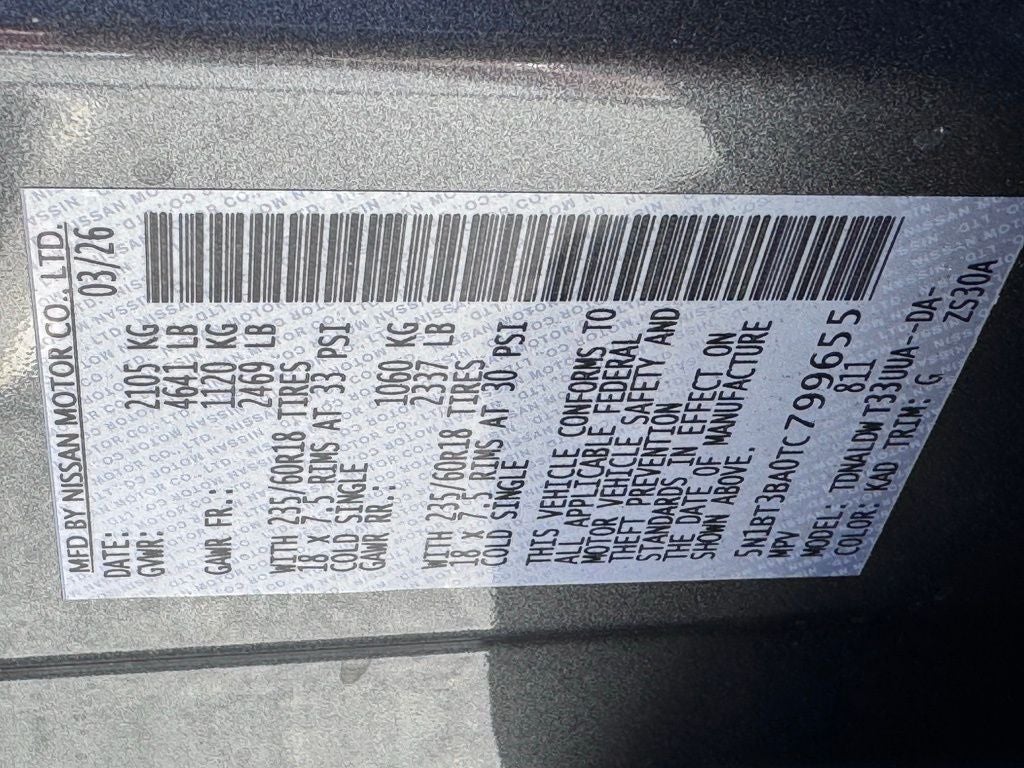 MFD BY NISSAN MOTOR CO., LTD.
DATE: 03/26
GVWR: 2105 KG
4641 LB
GAWR FR.: 1120 KG
2469 LB
WITH 235/60R18 TIRES
18 X 7.5 RIMS AT 33 PSI
COLD SINGLE
GAWR RR.: 1060 KG
2337 LB
WITH 235/60R18 TIRES
18 X 7.5 RIMS AT 30 PSI
COLD SINGLE
THIS VEHICLE CONFORMS TO
ALL APPLICABLE FEDERAL
MOTOR VEHICLE SAFETY AND
THEFT PREVENTION
STANDARDS IN EFFECT ON
THE DATE OF MANUFACTURE
SHOWN ABOVE.
5N1BT3BA0TC799655
MPV 811
MODEL: TDNALDWT33UUA--DA-
COLOR: KAD TRIM: G ZS30A